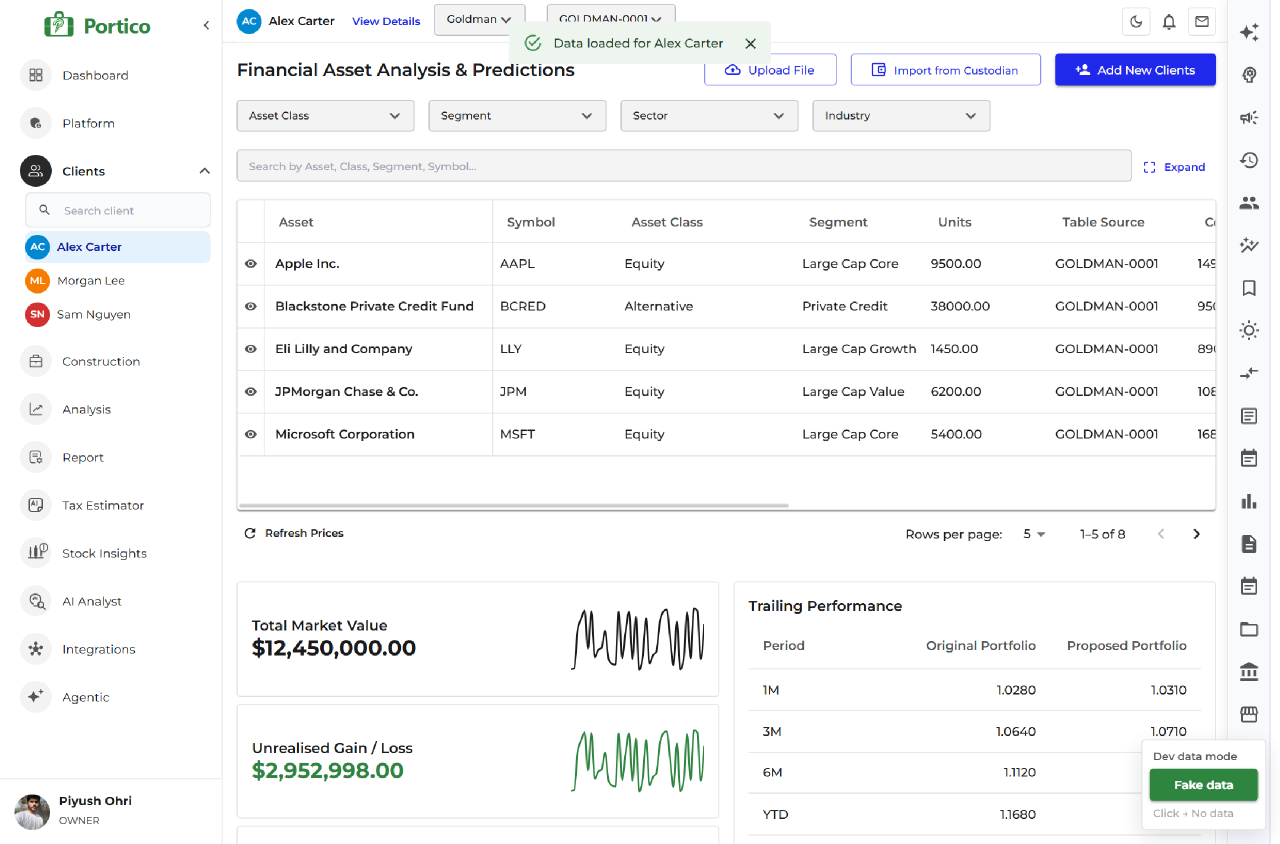 Portico
Dashboard
Platform
Clients
Search client
AC Alex Carter
ML Morgan Lee
SN Sam Nguyen
Construction
Analysis
Report
Tax Estimator
Stock Insights
AI Analyst
Integrations
Agentic
Piyush Ohri
OWNER
AC Alex Carter View Details Goldman GOLDMAN-0001
Data loaded for Alex Carter
Financial Asset Analysis & Predictions Upload File Import from Custodian Add New Clients
Asset Class Segment Sector Industry
Search by Asset, Class, Segment, Symbol... Expand
Asset Symbol Asset Class Segment Units Table Source
Apple Inc. AAPL Equity Large Cap Core 9500.00 GOLDMAN-0001
Blackstone Private Credit Fund BCRED Alternative Private Credit 38000.00 GOLDMAN-0001
Eli Lilly and Company LLY Equity Large Cap Growth 1450.00 GOLDMAN-0001
JPMorgan Chase & Co. JPM Equity Large Cap Value 6200.00 GOLDMAN-0001
Microsoft Corporation MSFT Equity Large Cap Core 5400.00 GOLDMAN-0001
Refresh Prices Rows per page: 5 1–5 of 8
Total Market Value
$12,450,000.00
Unrealised Gain / Loss
$2,952,998.00
Trailing Performance
Period Original Portfolio Proposed Portfolio
1M 1.0280 1.0310
3M 1.0640 1.0710
6M 1.1120
YTD 1.1680
Dev data mode
Fake data
Click → No data